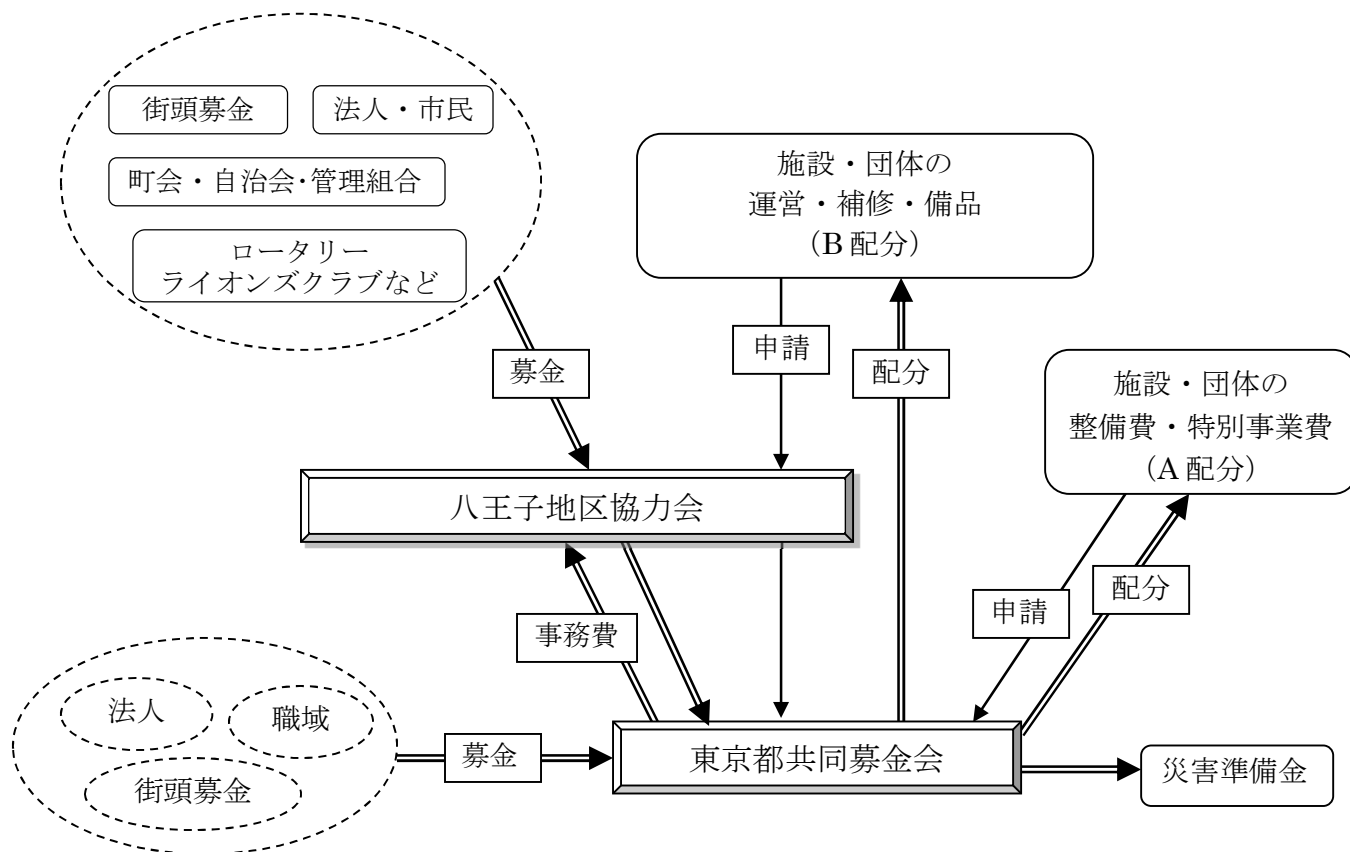 街頭募金
法人・市民
町会・自治会・管理組合
ロータリー
ライオンズクラブなど
施設・団体の
運営・補修・備品
（B 配分）
募金
申請
配分
施設・団体の
整備費・特別事業費
（A 配分）
八王子地区協力会
事務費
申請
配分
法人
職域
街頭募金
募金
東京都共同募金会
災害準備金